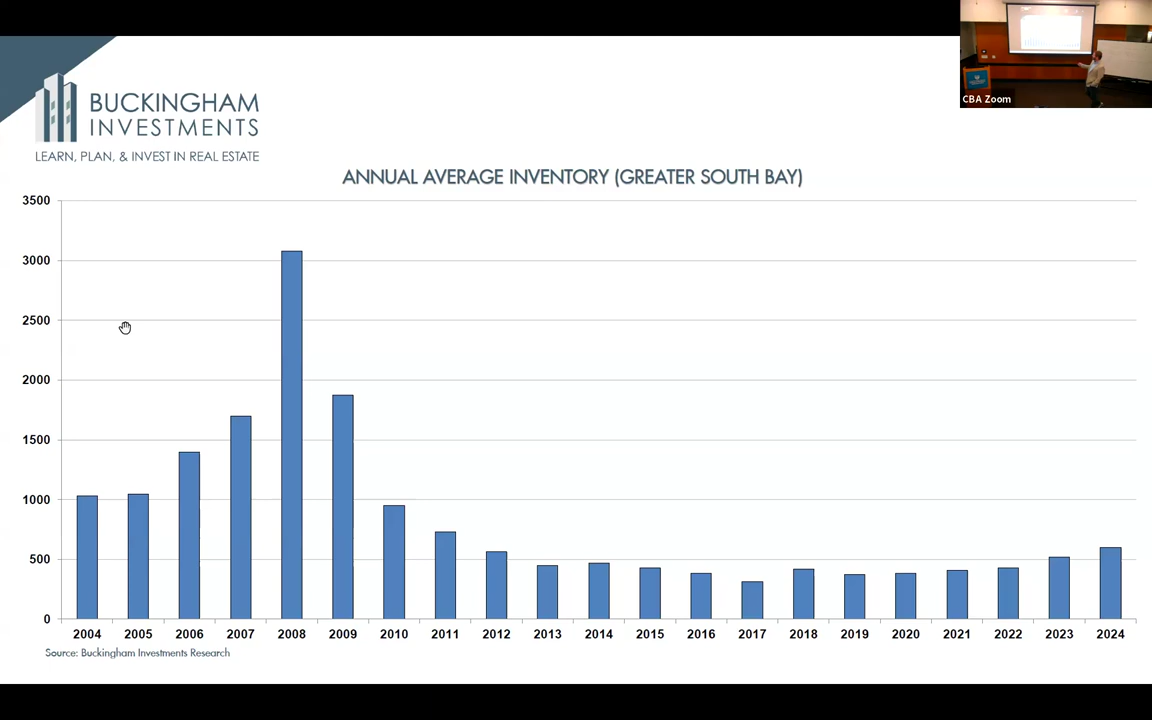 BUCKINGHAM
INVESTMENTS
LEARN, PLAN, & INVEST IN REAL ESTATE
CBA Zoom
ANNUAL AVERAGE INVENTORY (GREATER SOUTH BAY)
3500
3000
2500
2000
1500
1000
500
0
2004 2005 2006 2007 2008 2009 2010 2011 2012 2013 2014 2015 2016 2017 2018 2019 2020 2021 2022 2023 2024
Source: Buckingham Investments Research